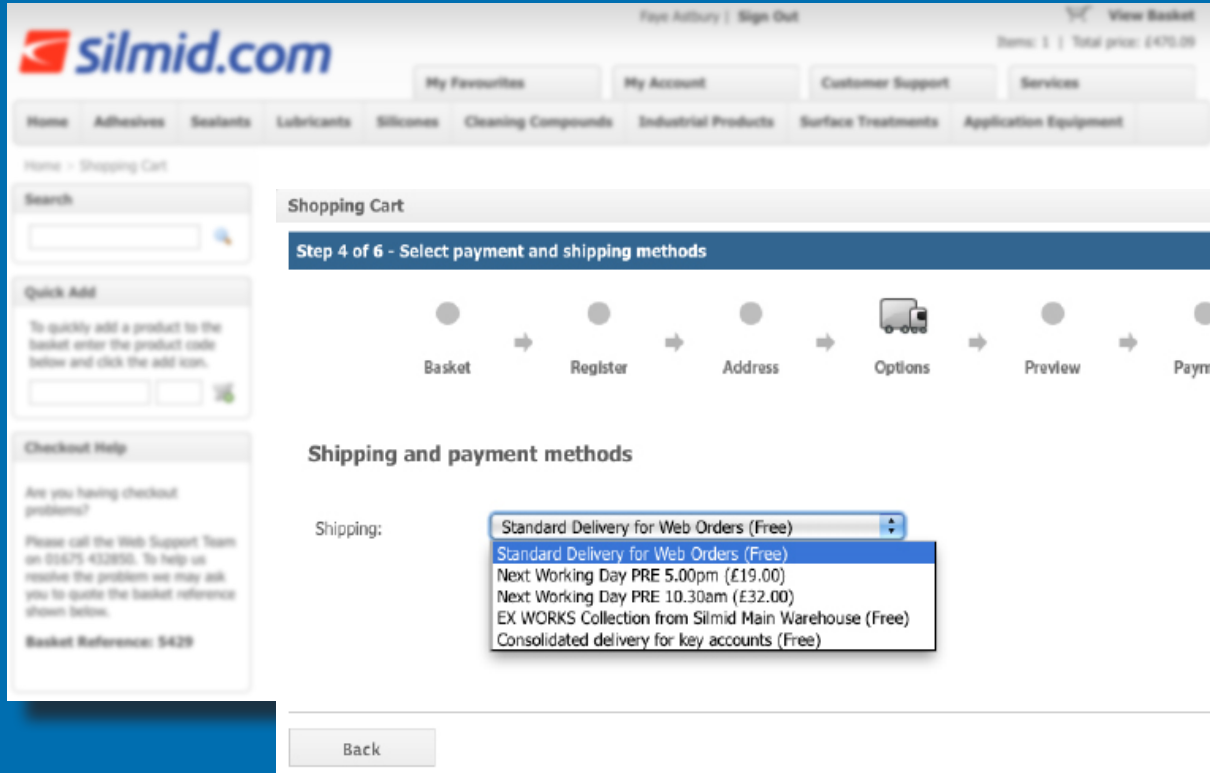 Faye Astbury | Sign Out
View Basket
Items: 1 | Total price: £470.09
silmid.com
My Favourites
My Account
Customer Support
Services
Home
Adhesives
Sealants
Lubricants
Silicones
Cleaning Compounds
Industrial Products
Surface Treatments
Application Equipment
Home > Shopping Cart
Search
Quick Add
To quickly add a product to the
basket enter the product code
below and click the add icon.
Checkout Help
Are you having checkout
problems?
Please call the Web Support Team
on 01675 432850. To help us
resolve the problem we may ask
you to quote the basket reference
shown below.
Basket Reference: 5429
Shopping Cart
Step 4 of 6 - Select payment and shipping methods
Basket
Register
Address
Options
Preview
Paym
Shipping and payment methods
Shipping:
Standard Delivery for Web Orders (Free)
Standard Delivery for Web Orders (Free)
Next Working Day PRE 5.00pm (£19.00)
Next Working Day PRE 10.30am (£32.00)
EX WORKS Collection from Silmid Main Warehouse (Free)
Consolidated delivery for key accounts (Free)
Back